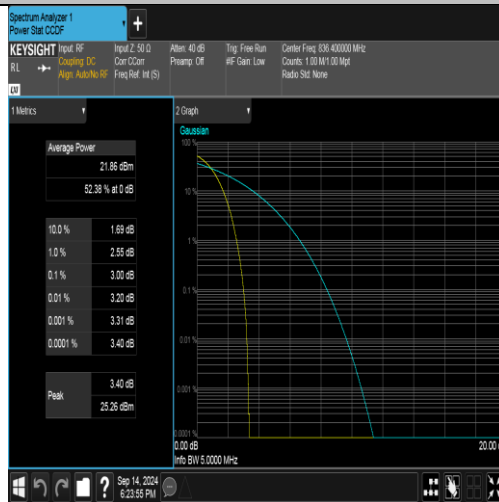 Spectrum Analyzer 1
Power Stat CCDF
KEYSIGHT
RL
Input: RF
Coupling: DC
Align: Auto/No RF
Input Z: 50 Ω
Corr CCorr
Freq Ref: Int (S)
Atten: 40 dB
Preamp: Off
Trig: Free Run
#IF Gain: Low
Center Freq: 836.400000 MHz
Counts: 1.00 M/1.00 Mpt
Radio Std: None
1 Metrics
Average Power
21.86 dBm
52.38 % at 0 dB
10.0 % 1.69 dB
1.0 % 2.55 dB
0.1 % 3.00 dB
0.01 % 3.20 dB
0.001 % 3.31 dB
0.0001 % 3.40 dB
Peak
3.40 dB
25.26 dBm
2 Graph
Gaussian
100 %
10 %
1 %
0.1 %
0.01 %
0.001 %
0.0001 %
0.00 dB
20.00
Info BW 5.0000 MHz
Sep 14, 2024
6:23:55 PM